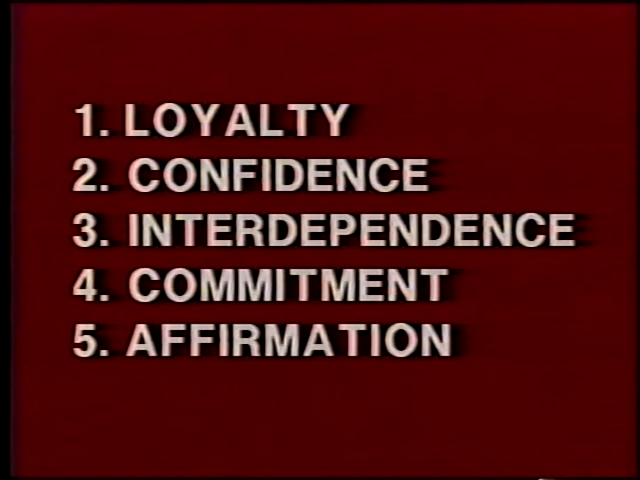 1. LOYALTY
2. CONFIDENCE
3. INTERDEPENDENCE
4. COMMITMENT
5. AFFIRMATION